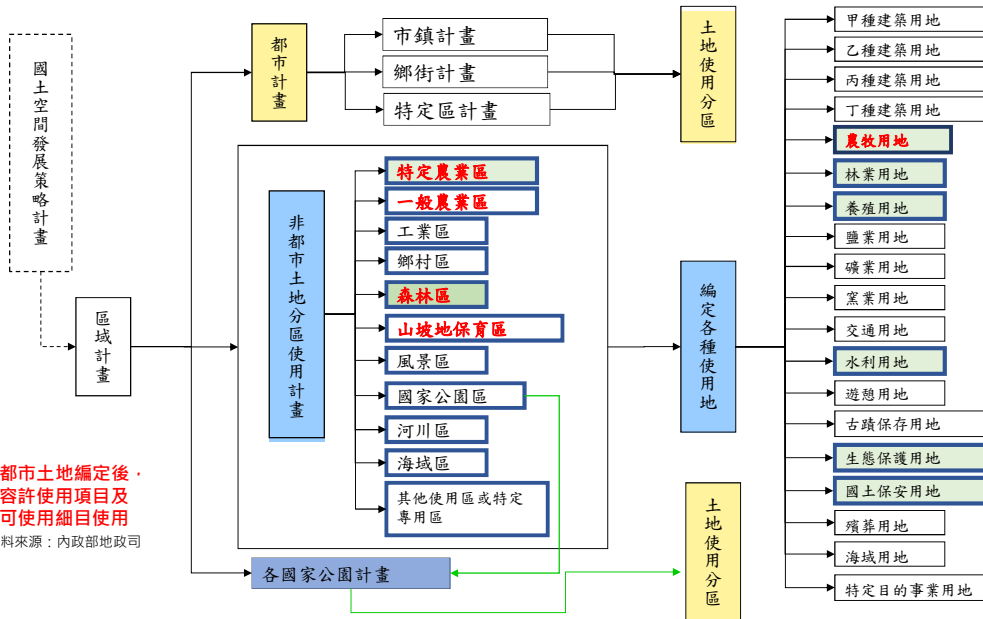 國土空間發展策略計畫
區域計畫
都市計畫
市鎮計畫
鄉街計畫
特定區計畫
土地使用分區
非都市土地分區使用計畫
特定農業區
一般農業區
工業區
鄉村區
森林區
山坡地保育區
風景區
國家公園區
河川區
海域區
其他使用區或特定
專用區
各國家公園計畫
土地使用分區
編定各種使用地
甲種建築用地
乙種建築用地
丙種建築用地
丁種建築用地
農牧用地
林業用地
養殖用地
鹽業用地
礦業用地
窯業用地
交通用地
水利用地
遊憩用地
古蹟保存用地
生態保護用地
國土保安用地
殯葬用地
海域用地
特定目的事業用地
都市土地編定後，
容許使用項目及
可使用細目使用
料來源：內政部地政司